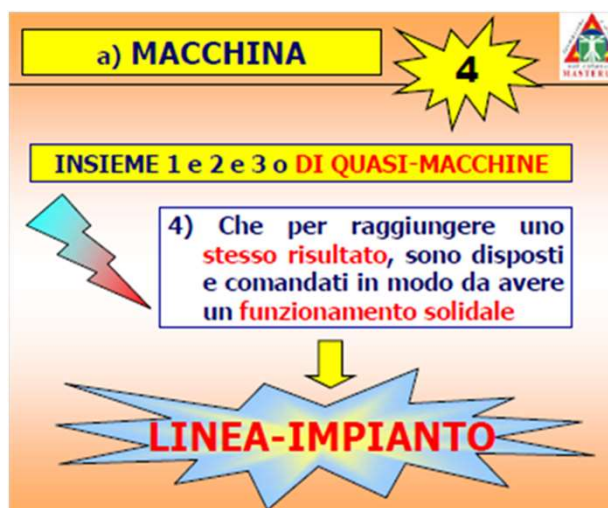 a) MACCHINA
4
MASTER
INSIEME 1 e 2 e 3 o DI QUASI-MACCHINE
4) Che per raggiungere uno
stesso risultato, sono disposti
e comandati in modo da avere
un funzionamento solidale
LINEA-IMPIANTO